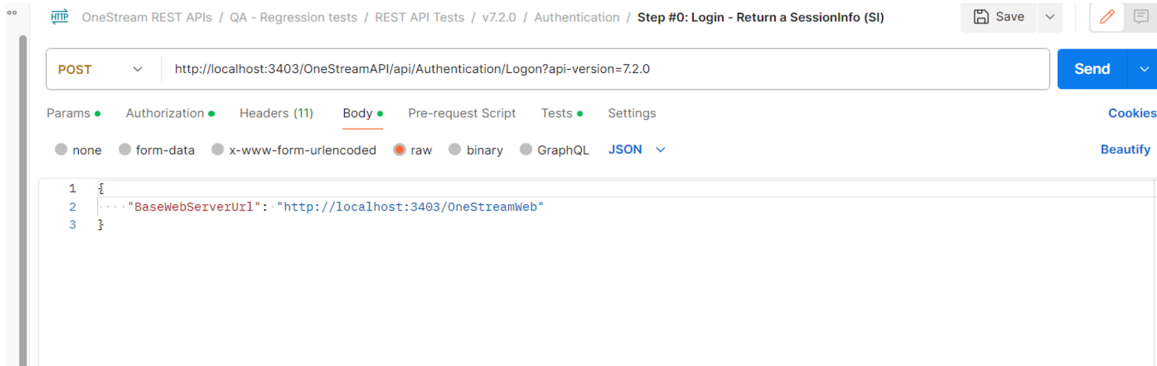 HTTP OneStream REST APIs / QA - Regression tests / REST API Tests / v7.2.0 / Authentication / Step #0: Login - Return a SessionInfo (SI) Save
POST http://localhost:3403/OneStreamAPI/api/Authentication/Logon?api-version=7.2.0 Send
Params Authorization Headers (11) Body Pre-request Script Tests Settings Cookies
none form-data x-www-form-urlencoded raw binary GraphQL JSON Beautify
1 {
2 "BaseWebServerUrl": "http://localhost:3403/OneStreamWeb"
3 }